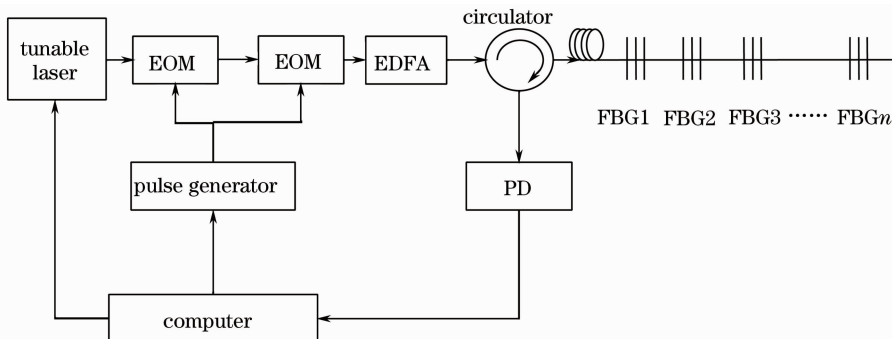 circulator
tunable
laser
EOM
EOM
EDFA
FBG1 FBG2 FBG3 ······ FBGn
pulse generator
PD
computer